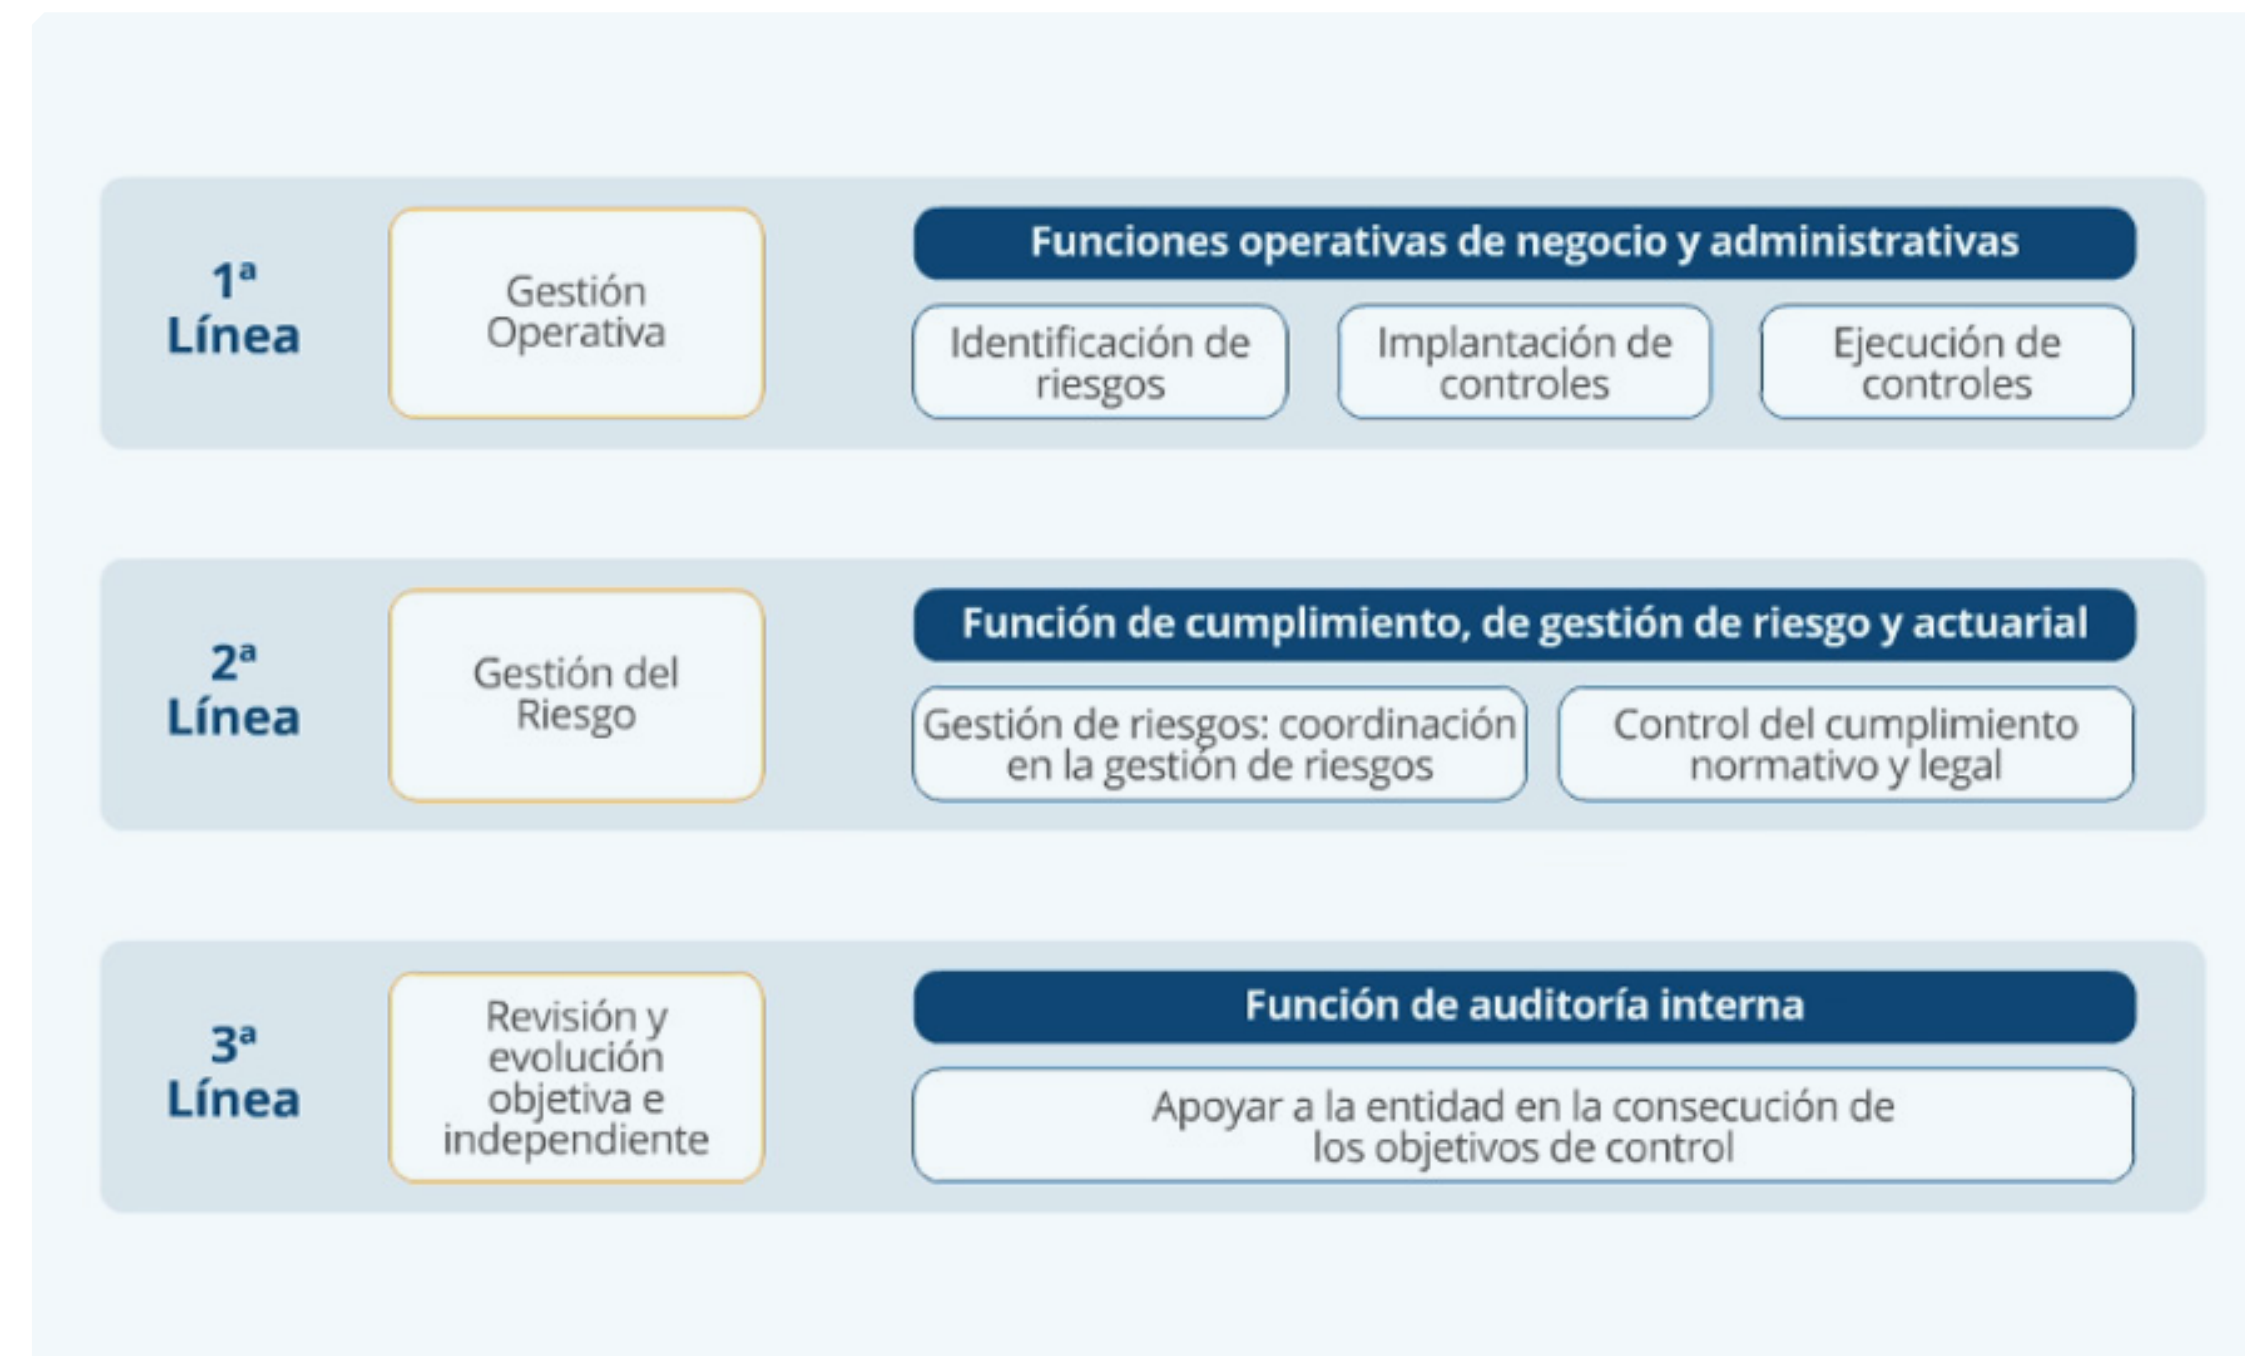 1ª
Línea
Gestión
Operativa
Funciones operativas de negocio y administrativas
Identificación de
riesgos
Implantación de
controles
Ejecución de
controles
2ª
Línea
Gestión del
Riesgo
Función de cumplimiento, de gestión de riesgo y actuarial
Gestión de riesgos: coordinación
en la gestión de riesgos
Control del cumplimiento
normativo y legal
3ª
Línea
Revisión y
evolución
objetiva e
independiente
Función de auditoría interna
Apoyar a la entidad en la consecución de
los objetivos de control